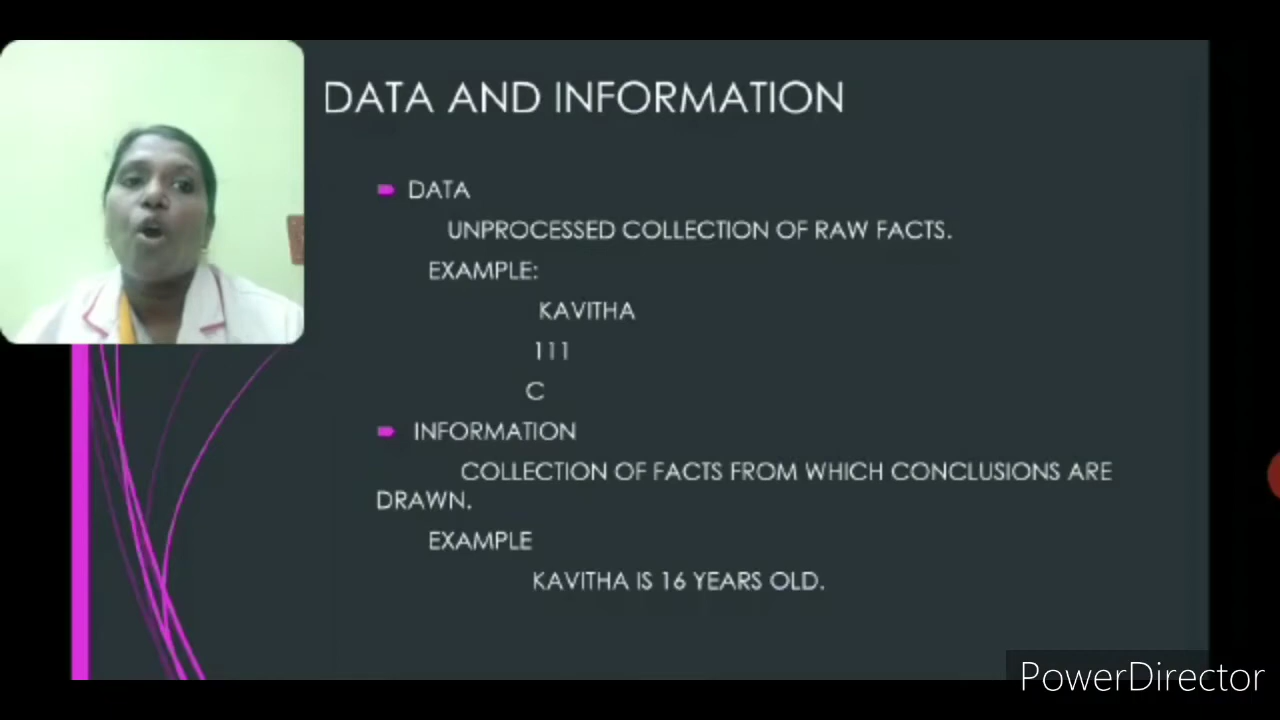 DATA AND INFORMATION
DATA
UNPROCESSED COLLECTION OF RAW FACTS.
EXAMPLE:
KAVITHA
111
C
INFORMATION
COLLECTION OF FACTS FROM WHICH CONCLUSIONS ARE
DRAWN.
EXAMPLE
KAVITHA IS 16 YEARS OLD.
PowerDirector